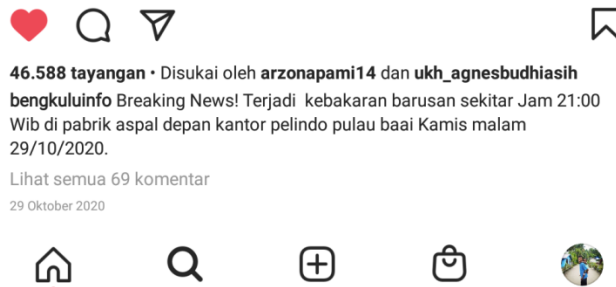 46.588 tayangan • Disukai oleh arzonapami14 dan ukh_agnesbudhiasih
bengkuluinfo Breaking News! Terjadi kebakaran barusan sekitar Jam 21:00
Wib di pabrik aspal depan kantor pelindo pulau baai Kamis malam
29/10/2020.
Lihat semua 69 komentar
29 Oktober 2020